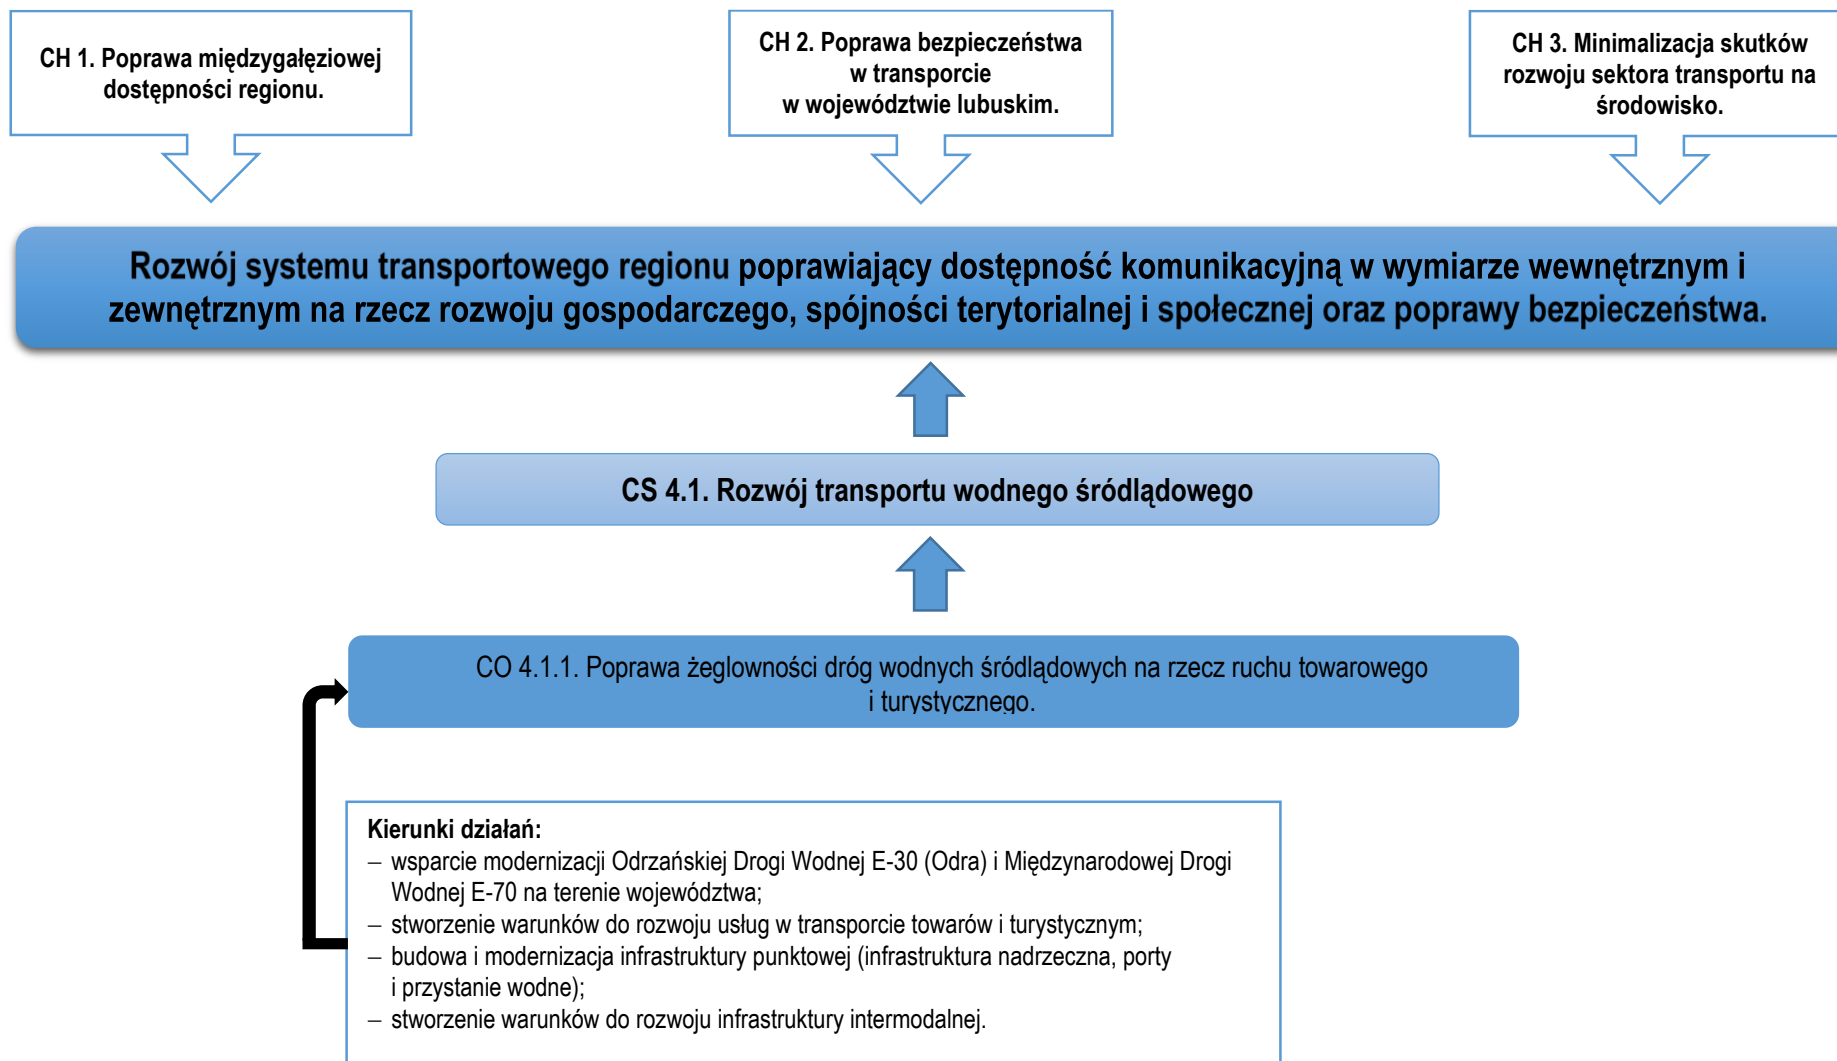 CH 1. Poprawa międzygałęziowej
dostępności regionu.
CH 2. Poprawa bezpieczeństwa
w transporcie
w województwie lubuskim.
CH 3. Minimalizacja skutków
rozwoju sektora transportu na
środowisko.
Rozwój systemu transportowego regionu poprawiający dostępność komunikacyjną w wymiarze wewnętrznym i
zewnętrznym na rzecz rozwoju gospodarczego, spójności terytorialnej i społecznej oraz poprawy bezpieczeństwa.
CS 4.1. Rozwój transportu wodnego śródlądowego
CO 4.1.1. Poprawa żeglowności dróg wodnych śródlądowych na rzecz ruchu towarowego
i turystycznego.
Kierunki działań:
– wsparcie modernizacji Odrzańskiej Drogi Wodnej E-30 (Odra) i Międzynarodowej Drogi
Wodnej E-70 na terenie województwa;
– stworzenie warunków do rozwoju usług w transporcie towarów i turystycznym;
– budowa i modernizacja infrastruktury punktowej (infrastruktura nadrzeczna, porty
i przystanie wodne);
– stworzenie warunków do rozwoju infrastruktury intermodalnej.